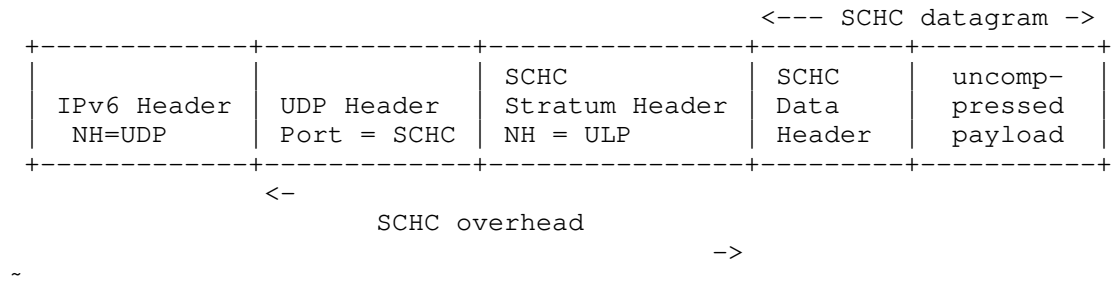 <--- SCHC datagram ->
+-------------+-------------+----------------+---------+-----------+
|             |             | SCHC           | SCHC    |  uncomp-  |
| IPv6 Header | UDP Header  | Stratum Header | Data    |  pressed  |
|  NH=UDP     | Port = SCHC | NH = ULP       | Header  |  payload  |
+-------------+-------------+----------------+---------+-----------+
<-
SCHC overhead
->
~